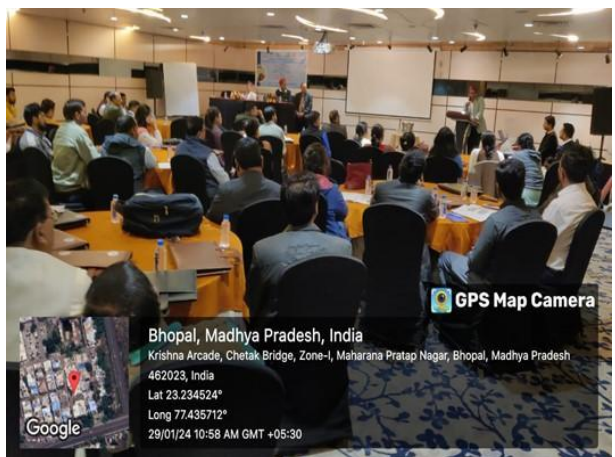 GPS Map Camera
Bhopal, Madhya Pradesh, India
Krishna Arcade, Chetak Bridge, Zone-I, Maharana Pratap Nagar, Bhopal, Madhya Pradesh
462023, India
Lat 23.234524°
Long 77.435712°
29/01/24 10:58 AM GMT +05:30
Google